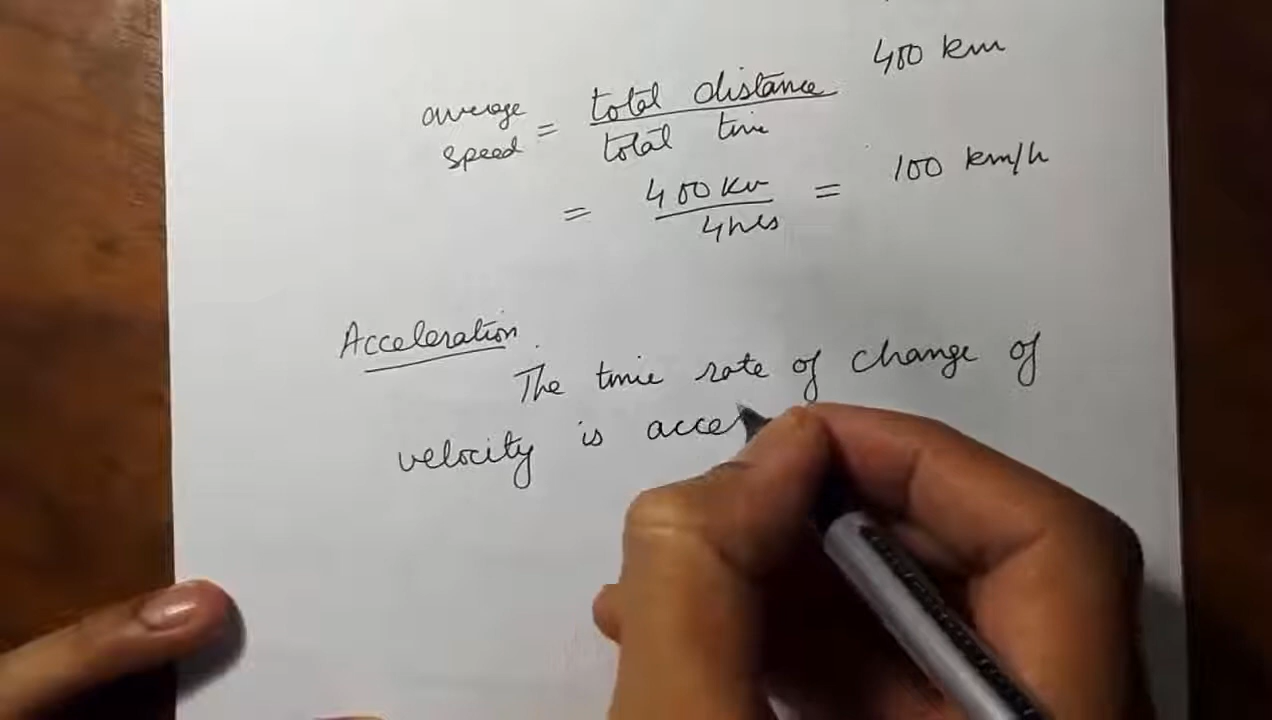 400 km
average speed = total distance / total time
= 400 km / 4 hrs = 100 km/h
Acceleration
The time rate of change of
velocity is acce